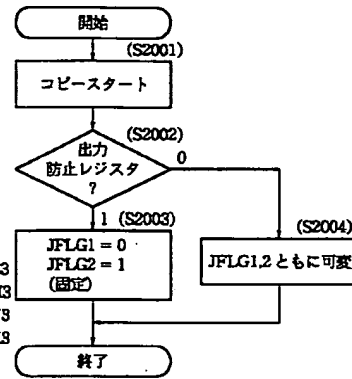 開始
(S2001)
コピースタート
(S2002)
出力
防止レジスタ
?
0
1 (S2003)
JFLG1 = 0
JFLG2 = 1
(固定)
(S2004)
JFLG1,2 ともに可変
終了